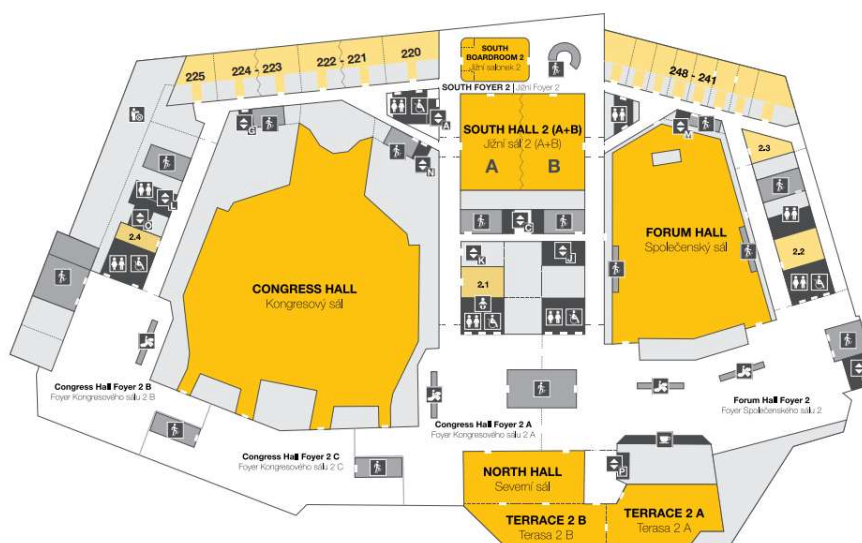 225
224 - 223
222 - 221
220
SOUTH
BOARDROOM 2
Jižní salonek 2
248 - 241
SOUTH FOYER 2 | Jižní Foyer 2
SOUTH HALL 2 (A+B)
Jižní sál 2 (A+B)
A
B
G
A
N
M
2.3
L
O
2.4
C
K
J
2.1
2.2
FORUM HALL
Společenský sál
CONGRESS HALL
Kongresový sál
Congress Hall Foyer 2 B
Foyer Kongresového sálu 2 B
Congress Hall Foyer 2 A
Foyer Kongresového sálu 2 A
Forum Hall Foyer 2
Foyer Společenského sálu 2
Congress Hall Foyer 2 C
Foyer Kongresového sálu 2 C
NORTH HALL
Severní sál
P
TERRACE 2 B
Terasa 2 B
TERRACE 2 A
Terasa 2 A